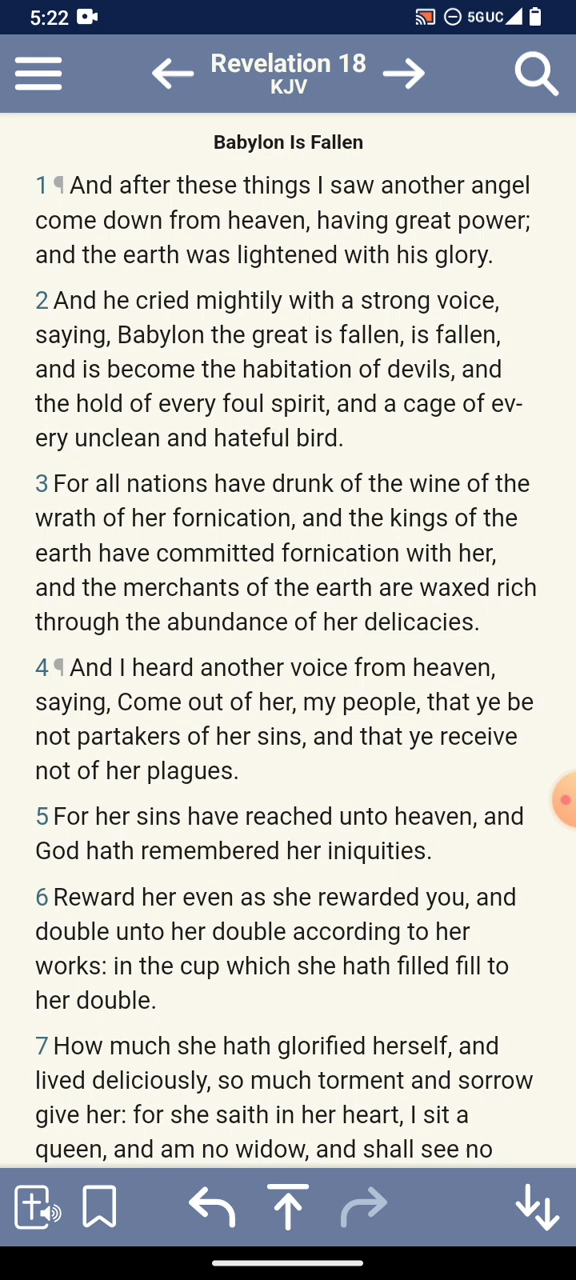 5:22
5GUC
Revelation 18
KJV
Babylon Is Fallen
1 ¶ And after these things I saw another angel
come down from heaven, having great power;
and the earth was lightened with his glory.
2 And he cried mightily with a strong voice,
saying, Babylon the great is fallen, is fallen,
and is become the habitation of devils, and
the hold of every foul spirit, and a cage of ev-
ery unclean and hateful bird.
3 For all nations have drunk of the wine of the
wrath of her fornication, and the kings of the
earth have committed fornication with her,
and the merchants of the earth are waxed rich
through the abundance of her delicacies.
4 ¶ And I heard another voice from heaven,
saying, Come out of her, my people, that ye be
not partakers of her sins, and that ye receive
not of her plagues.
5 For her sins have reached unto heaven, and
God hath remembered her iniquities.
6 Reward her even as she rewarded you, and
double unto her double according to her
works: in the cup which she hath filled fill to
her double.
7 How much she hath glorified herself, and
lived deliciously, so much torment and sorrow
give her: for she saith in her heart, I sit a
queen, and am no widow, and shall see no